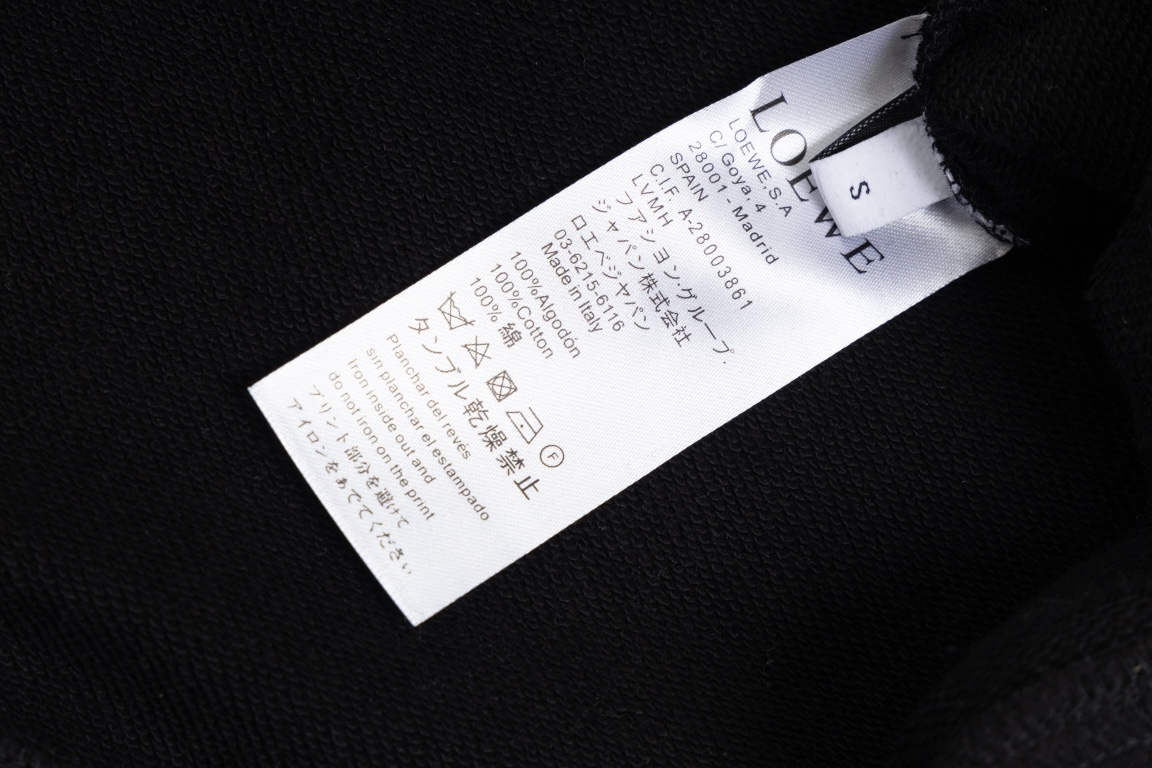 LOEWE
S
LOEWE, S.A
C/Goya, 4
28001 - Madrid
SPAIN
C.I.F. A-28003861
LVMH
ファション・グループ.
ジャパン株式会社
ロエベジャパン
03-6215-6116
Made in Italy
100%Algodón
100%Cotton
100% 綿
F
タンブル乾燥禁止
Planchar del revés
sin planchar el estampado
Iron inside out and
do not iron on the print
プリント部分を避けて
アイロンをあててください